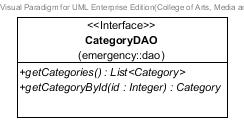 Visual Paradigm for UML Enterprise Edition(College of Arts, Media a
<<Interface>>
CategoryDAO
(emergency::dao)
+getCategories() : List<Category>
+getCategoryById(id : Integer) : Category